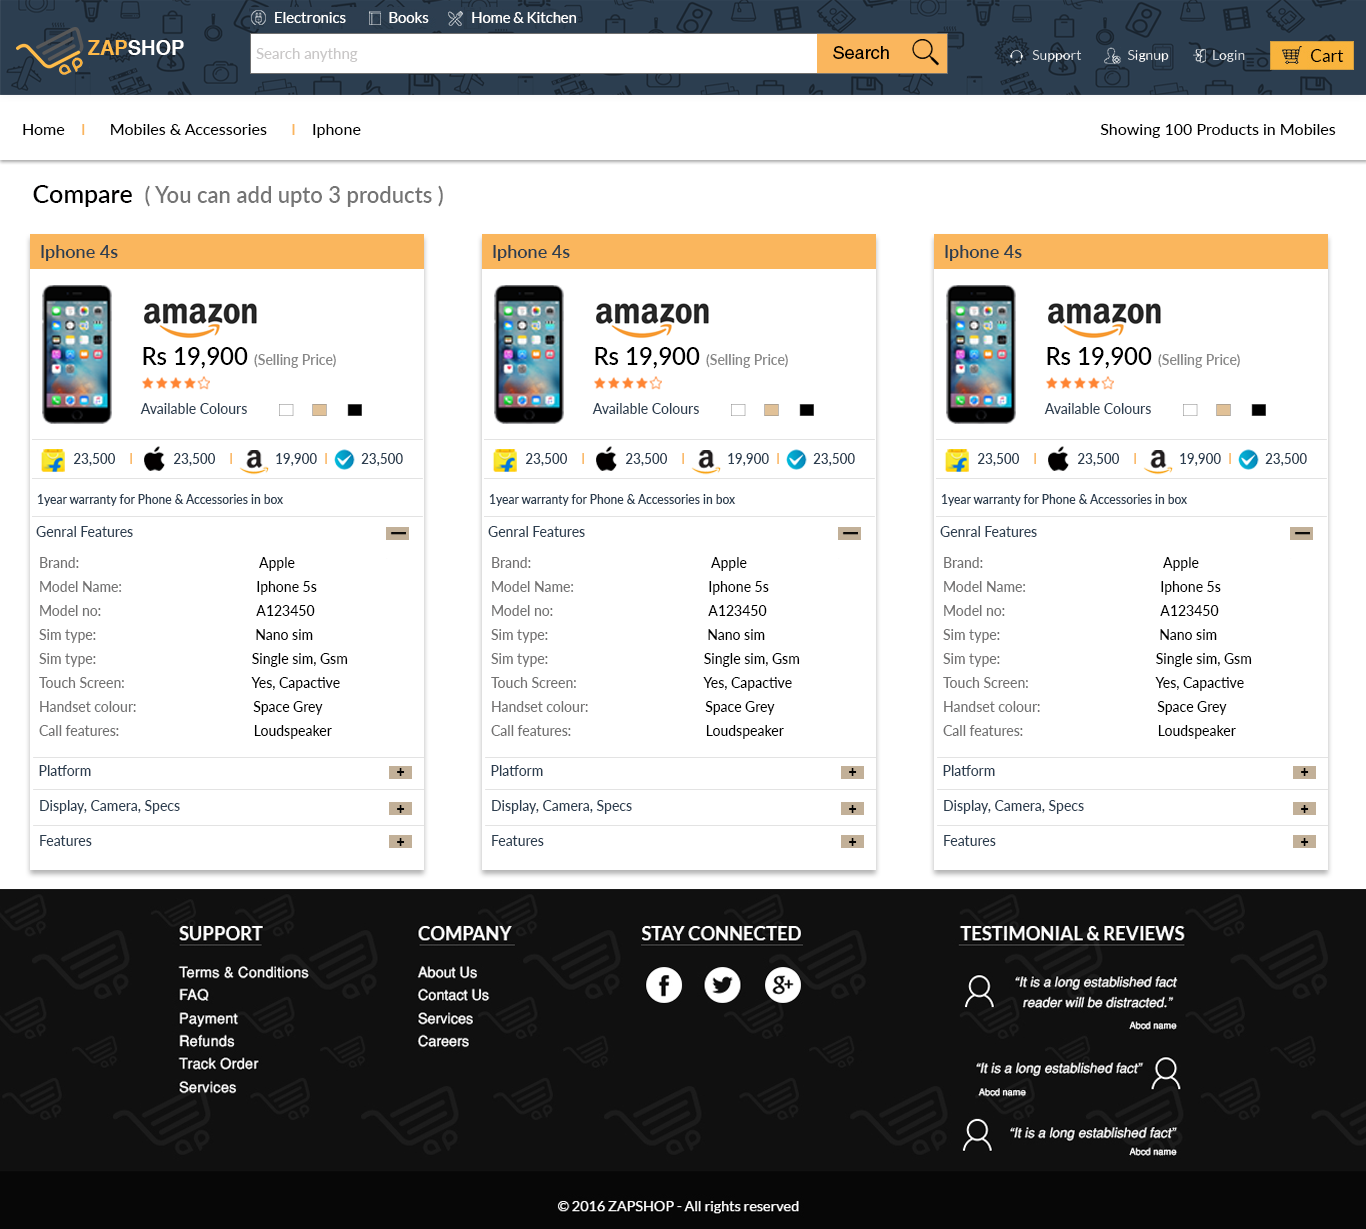 Electronics Books Home & Kitchen
ZAPSHOP
Search anythng Search
Support Signup Login Cart
Home | Mobiles & Accessories | Iphone
Showing 100 Products in Mobiles
Compare ( You can add upto 3 products )
Iphone 4s
amazon
Rs 19,900 (Selling Price)
Available Colours
23,500 | 23,500 | a 19,900 | 23,500
1year warranty for Phone & Accessories in box
Genral Features
Brand: Apple
Model Name: Iphone 5s
Model no: A123450
Sim type: Nano sim
Sim type: Single sim, Gsm
Touch Screen: Yes, Capactive
Handset colour: Space Grey
Call features: Loudspeaker
Platform +
Display, Camera, Specs +
Features +
Iphone 4s
amazon
Rs 19,900 (Selling Price)
Available Colours
23,500 | 23,500 | a 19,900 | 23,500
1year warranty for Phone & Accessories in box
Genral Features
Brand: Apple
Model Name: Iphone 5s
Model no: A123450
Sim type: Nano sim
Sim type: Single sim, Gsm
Touch Screen: Yes, Capactive
Handset colour: Space Grey
Call features: Loudspeaker
Platform +
Display, Camera, Specs +
Features +
Iphone 4s
amazon
Rs 19,900 (Selling Price)
Available Colours
23,500 | 23,500 | a 19,900 | 23,500
1year warranty for Phone & Accessories in box
Genral Features
Brand: Apple
Model Name: Iphone 5s
Model no: A123450
Sim type: Nano sim
Sim type: Single sim, Gsm
Touch Screen: Yes, Capactive
Handset colour: Space Grey
Call features: Loudspeaker
Platform +
Display, Camera, Specs +
Features +
SUPPORT
Terms & Conditions
FAQ
Payment
Refunds
Track Order
Services
COMPANY
About Us
Contact Us
Services
Careers
STAY CONNECTED
f g+
TESTIMONIAL & REVIEWS
“It is a long established fact
reader will be distracted.”
Abcd name
“It is a long established fact”
Abcd name
“It is a long established fact”
Abcd name
© 2016 ZAPSHOP - All rights reserved